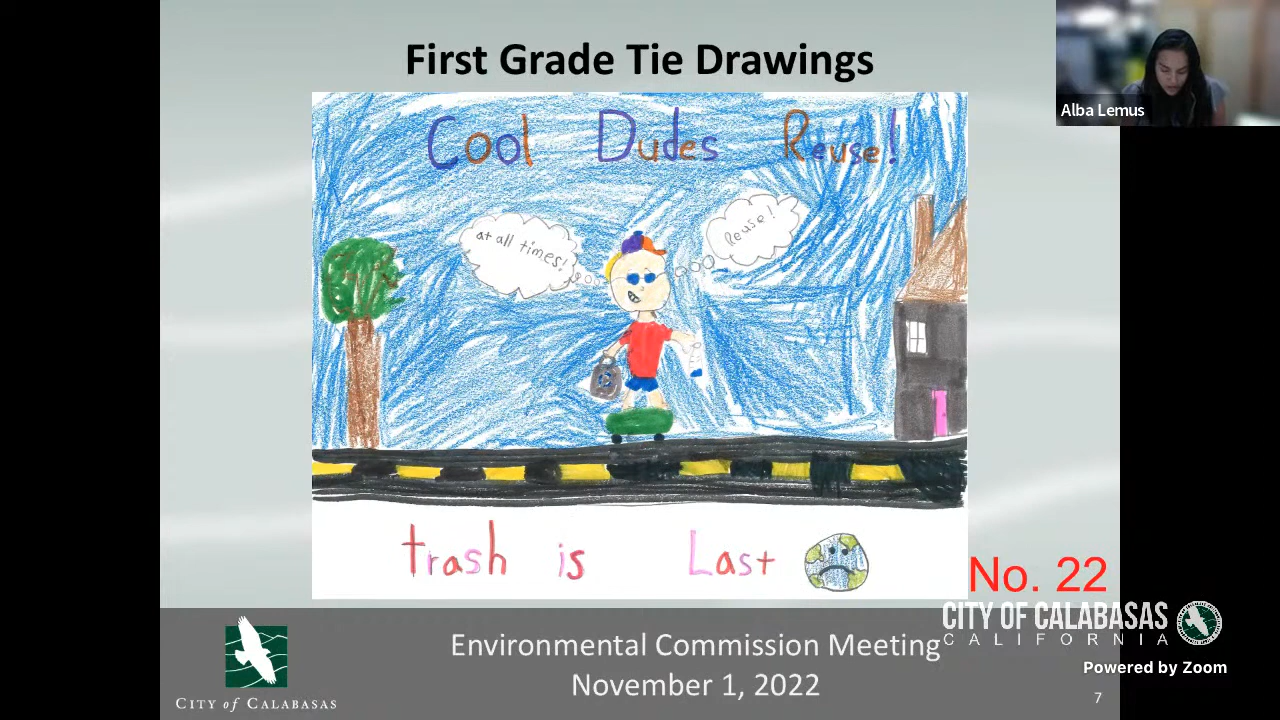 First Grade Tie Drawings
Alba Lemus
Cool Dudes Reuse!
at all times!
Reuse!
trash is Last
No. 22
CITY OF CALABASAS
CALIFORNIA
Environmental Commission Meeting
November 1, 2022
Powered by Zoom
CITY of CALABASAS
7